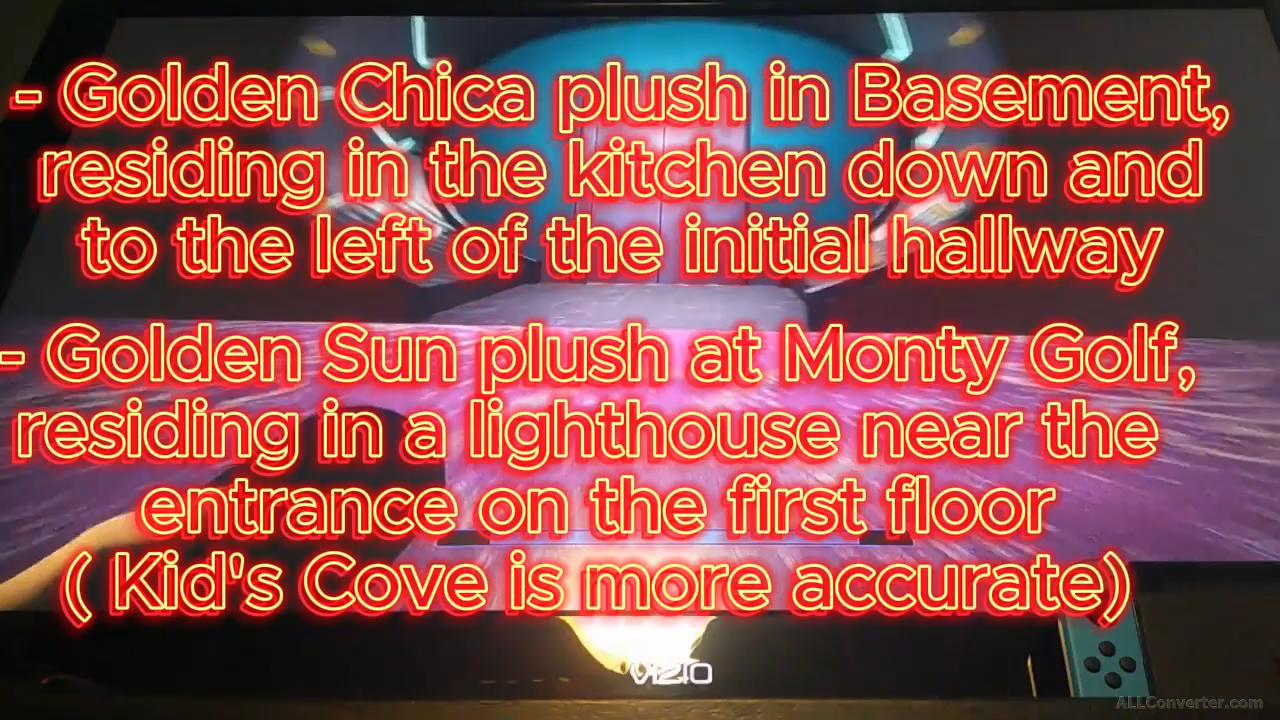 - Golden Chica plush in Basement,
residing in the kitchen down and
to the left of the initial hallway
- Golden Sun plush at Monty Golf,
residing in a lighthouse near the
entrance on the first floor
( Kid's Cove is more accurate)
VIZIO
ALLConverter.com